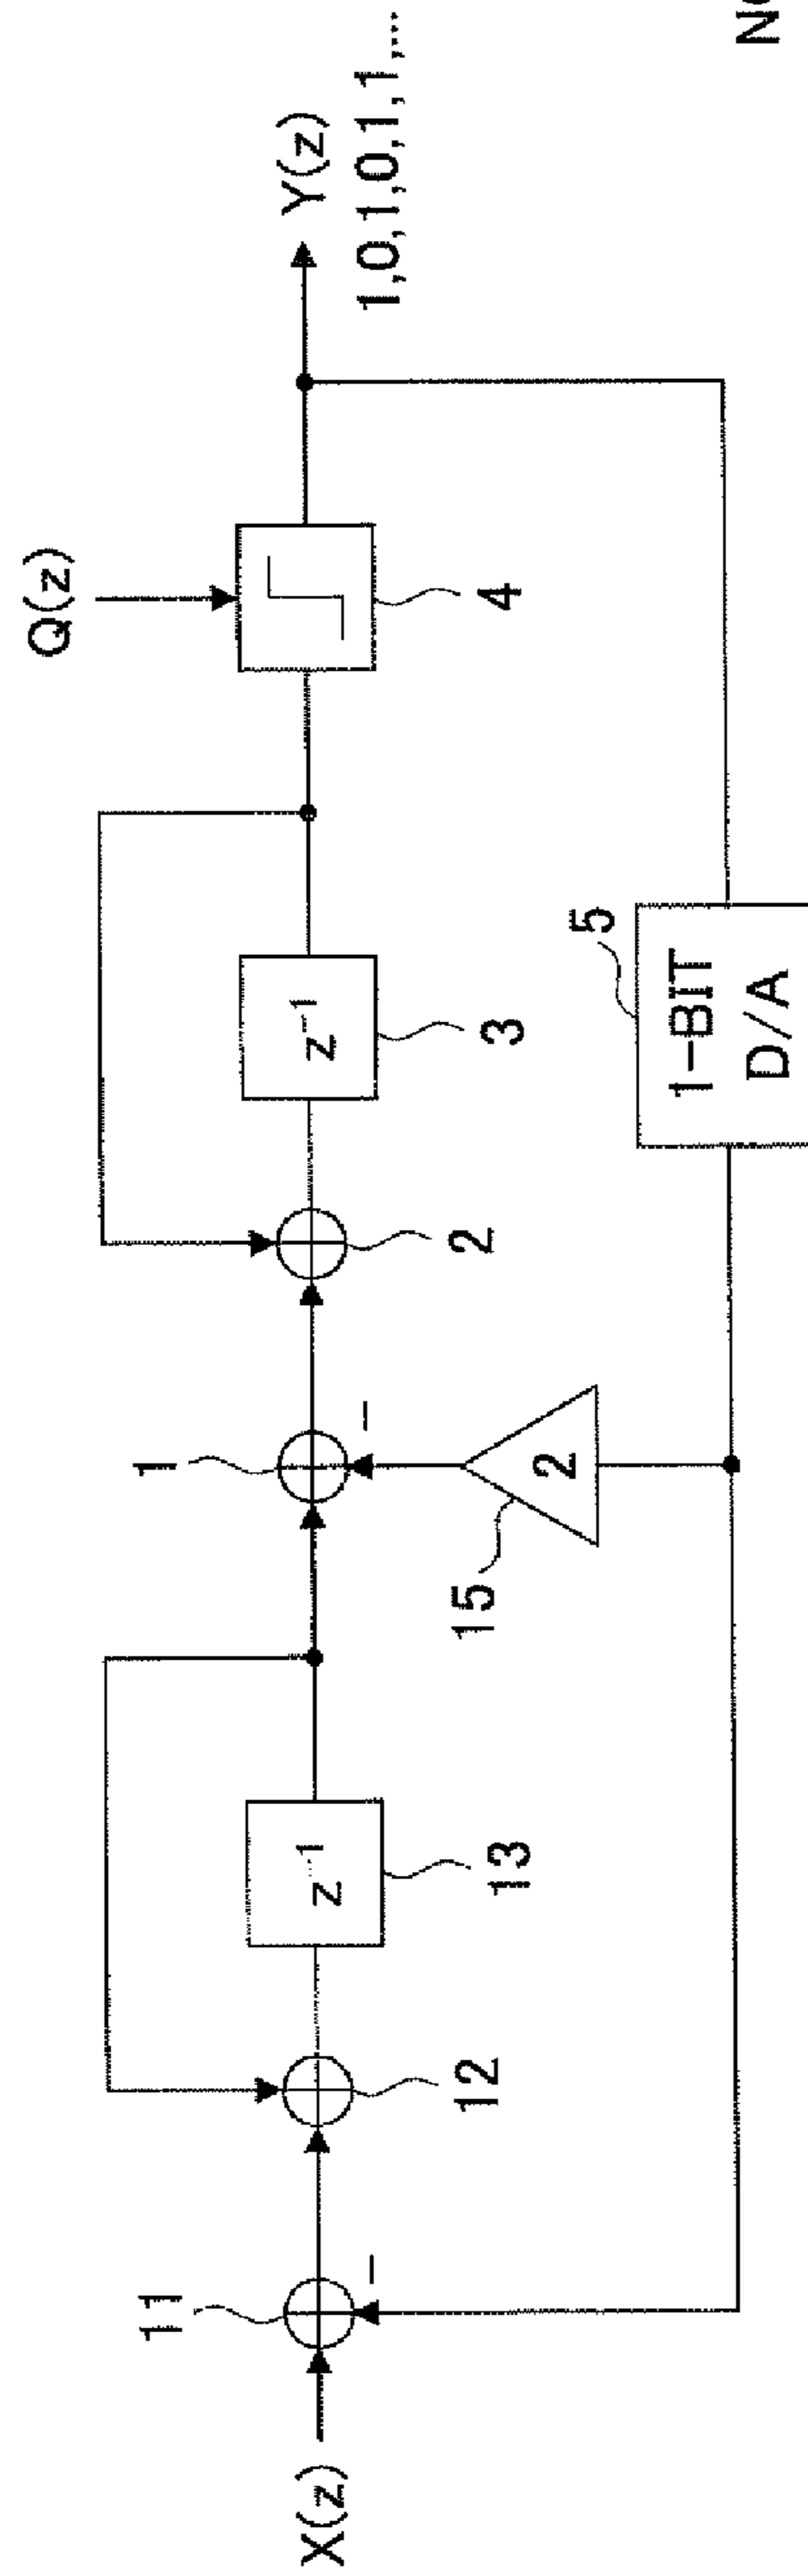 X(z)
11
12
z⁻¹
13
1
2
15
2
z⁻¹
3
Q(z)
4
5
1-BIT
D/A
Y(z)
1,0,1,0,1,1,...